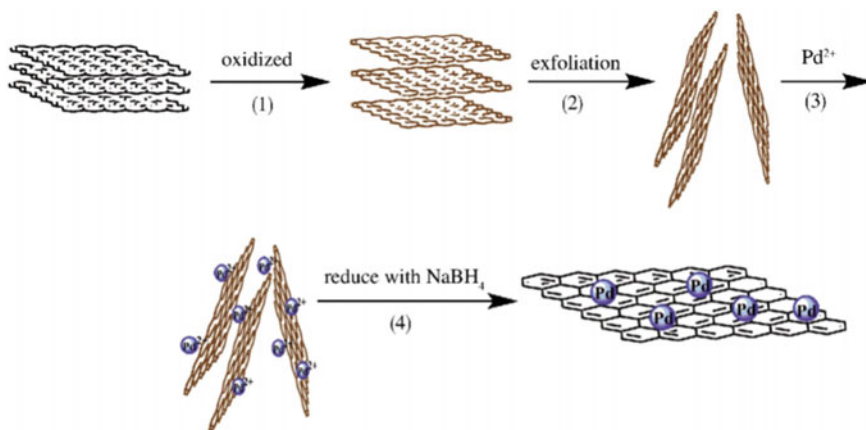 oxidized
(1)
exfoliation
(2)
Pd²⁺
(3)
reduce with NaBH₄
(4)
Pd
Pd
Pd
Pd
Pd